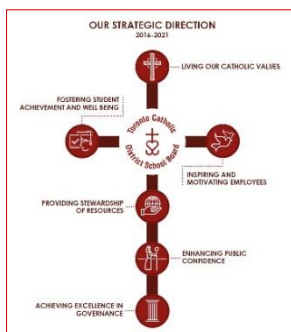 OUR STRATEGIC DIRECTION
2016-2021
LIVING OUR CATHOLIC VALUES
FOSTERING STUDENT
ACHIEVEMENT AND WELL BEING
Toronto Catholic
District School Board
INSPIRING AND
MOTIVATING EMPLOYEES
PROVIDING STEWARDSHIP
OF RESOURCES
ENHANCING PUBLIC
CONFIDENCE
ACHIEVING EXCELLENCE IN
GOVERNANCE